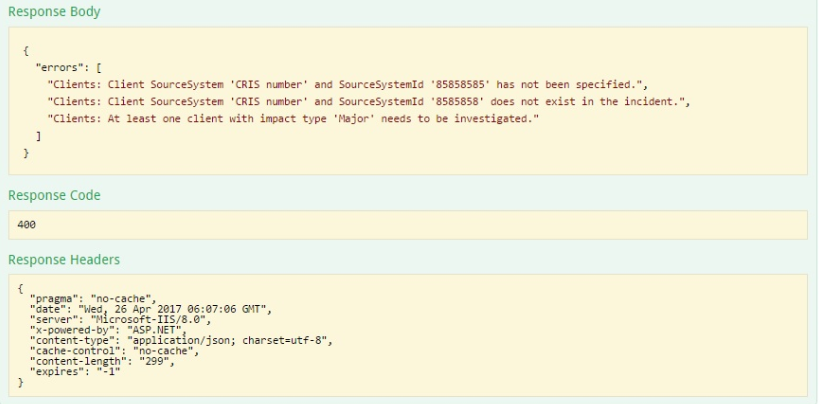 Response Body
{
"errors": [
"Clients: Client SourceSystem 'CRIS number' and SourceSystemId '85858585' has not been specified.",
"Clients: Client SourceSystem 'CRIS number' and SourceSystemId '8585858' does not exist in the incident.",
"Clients: At least one client with impact type 'Major' needs to be investigated."
]
}
Response Code
400
Response Headers
{
"pragma": "no-cache",
"date": "Wed, 26 Apr 2017 06:07:06 GMT",
"server": "Microsoft-IIS/8.0",
"x-powered-by": "ASP.NET",
"content-type": "application/json; charset=utf-8",
"cache-control": "no-cache",
"content-length": "299",
"expires": "-1"
}